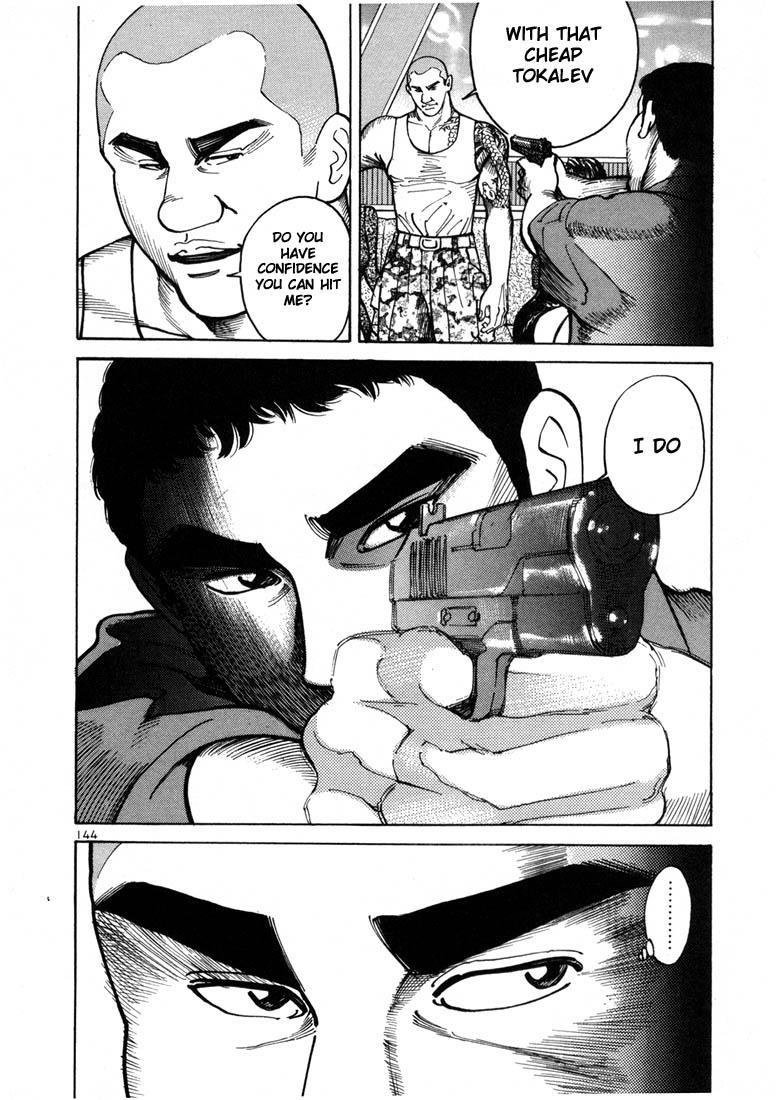 WITH THAT
CHEAP
TOKALEV
DO YOU
HAVE
CONFIDENCE
YOU CAN HIT
ME?
I DO
144
.........